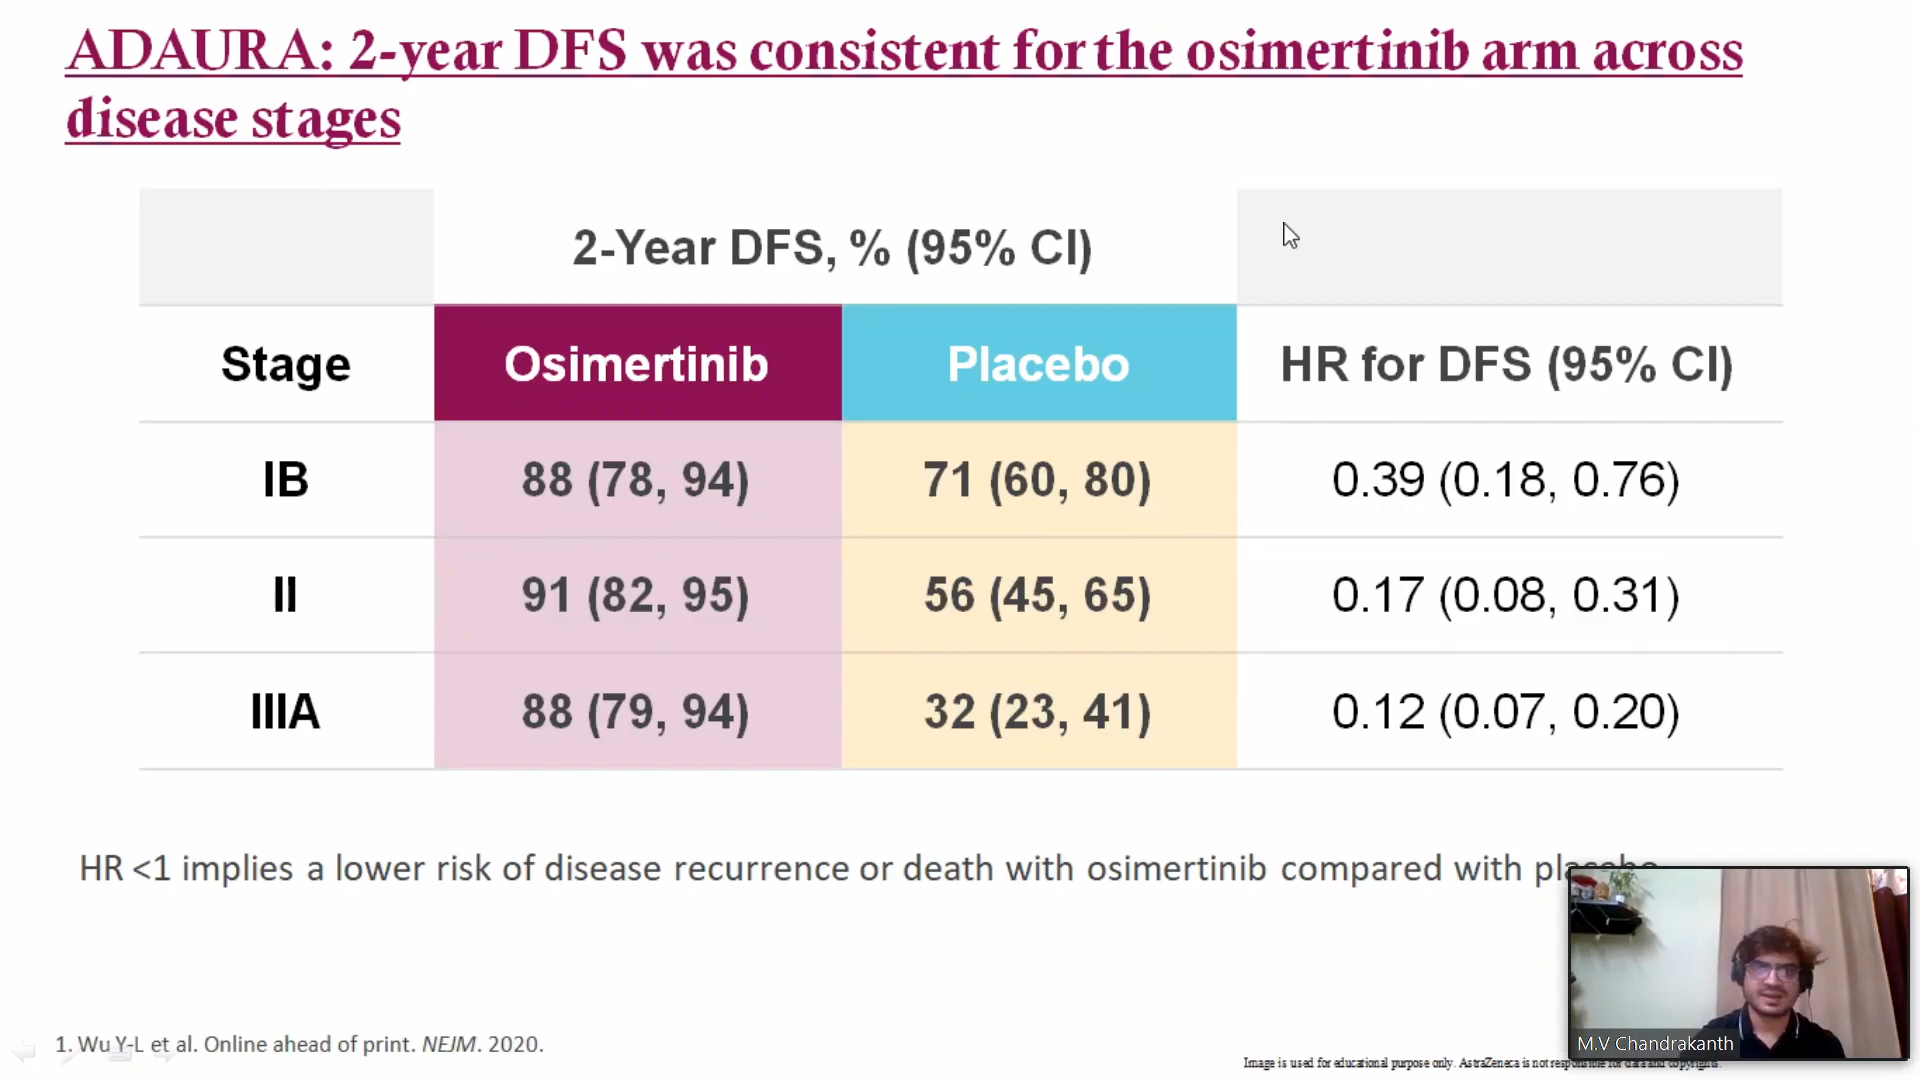 ADAURA: 2-year DFS was consistent for the osimertinib arm across
disease stages
2-Year DFS, % (95% CI)
Stage Osimertinib Placebo HR for DFS (95% CI)
IB 88 (78, 94) 71 (60, 80) 0.39 (0.18, 0.76)
II 91 (82, 95) 56 (45, 65) 0.17 (0.08, 0.31)
IIIA 88 (79, 94) 32 (23, 41) 0.12 (0.07, 0.20)
HR <1 implies a lower risk of disease recurrence or death with osimertinib compared with placebo
M.V Chandrakanth
1. Wu Y-L et al. Online ahead of print. NEJM. 2020.
Image is used for educational purpose only. AstraZeneca is not responsible for data and copyrights.